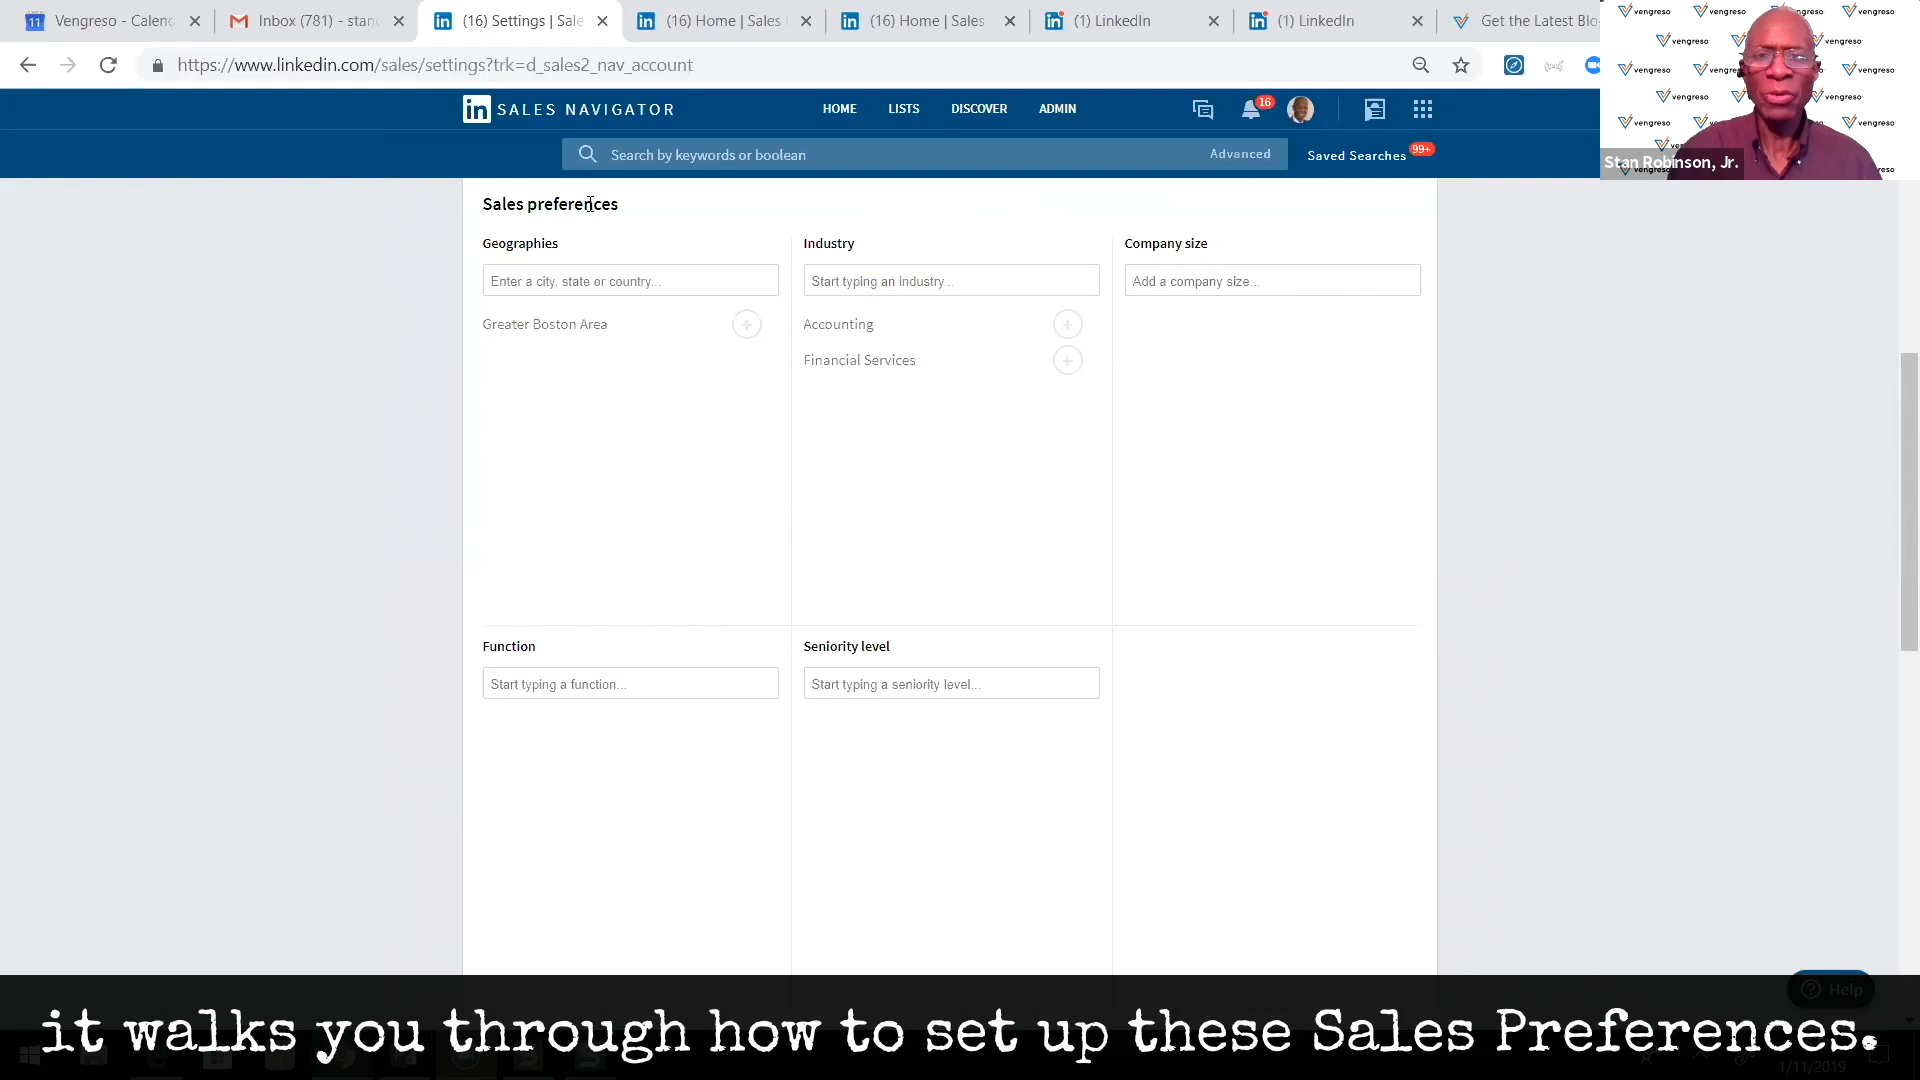 Vengreso - Calend
Inbox (781) - stan
(16) Settings | Sale
(16) Home | Sales
(16) Home | Sales
(1) LinkedIn
(1) LinkedIn
Get the Latest Blo
https://www.linkedin.com/sales/settings?trk=d_sales2_nav_account
in SALES NAVIGATOR
HOME LISTS DISCOVER ADMIN
16
Search by keywords or boolean
Advanced
Saved Searches 99+
Stan Robinson, Jr.
vengreso
Sales preferences
Geographies
Industry
Company size
Enter a city, state or country...
Start typing an industry...
Add a company size...
Greater Boston Area
Accounting
Financial Services
Function
Seniority level
Start typing a function...
Start typing a seniority level...
Help
it walks you through how to set up these Sales Preferences.
1/11/2019